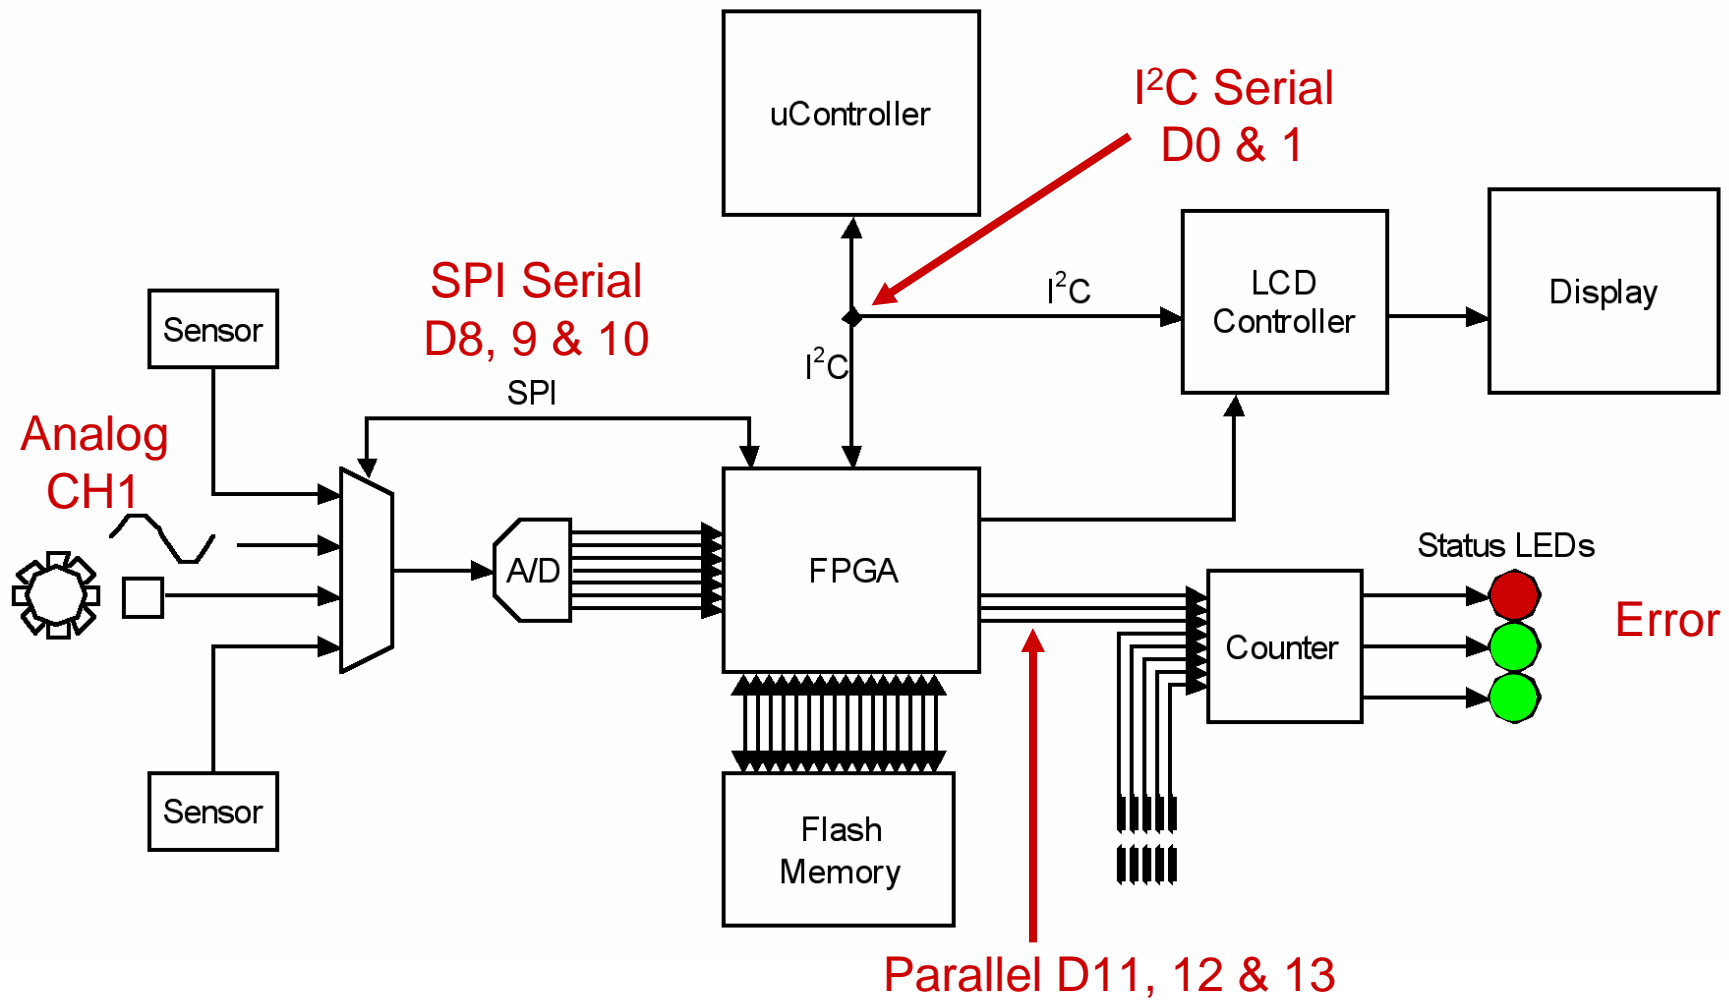 uController
I²C Serial
D0 & 1
SPI Serial
D8, 9 & 10
SPI
I²C
I²C
LCD
Controller
Display
Sensor
Analog
CH1
A/D
FPGA
Status LEDs
Error
Counter
Sensor
Flash
Memory
Parallel D11, 12 & 13